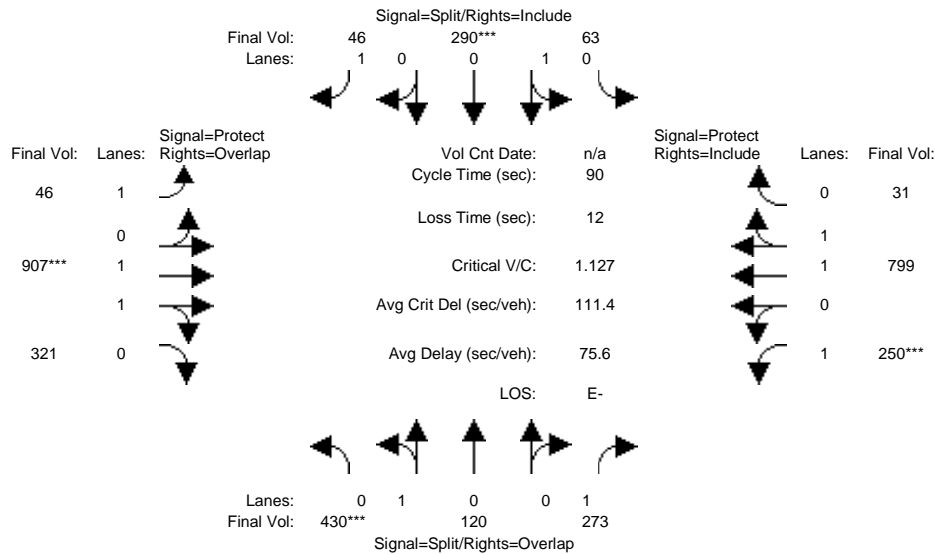 Signal=Split/Rights=Include
Final Vol: 46 290*** 63
Lanes: 1 0 0 1 0
Signal=Protect
Rights=Overlap
Final Vol: Lanes:
Vol Cnt Date: n/a
Signal=Protect
Rights=Include
Lanes: Final Vol:
Cycle Time (sec): 90
46 1
0 31
Loss Time (sec): 12
0
1
907*** 1
Critical V/C: 1.127
1 799
1
Avg Crit Del (sec/veh): 111.4
0
321 0
Avg Delay (sec/veh): 75.6
1 250***
LOS: E-
Lanes: 0 1 0 0 1
Final Vol: 430*** 120 273
Signal=Split/Rights=Overlap